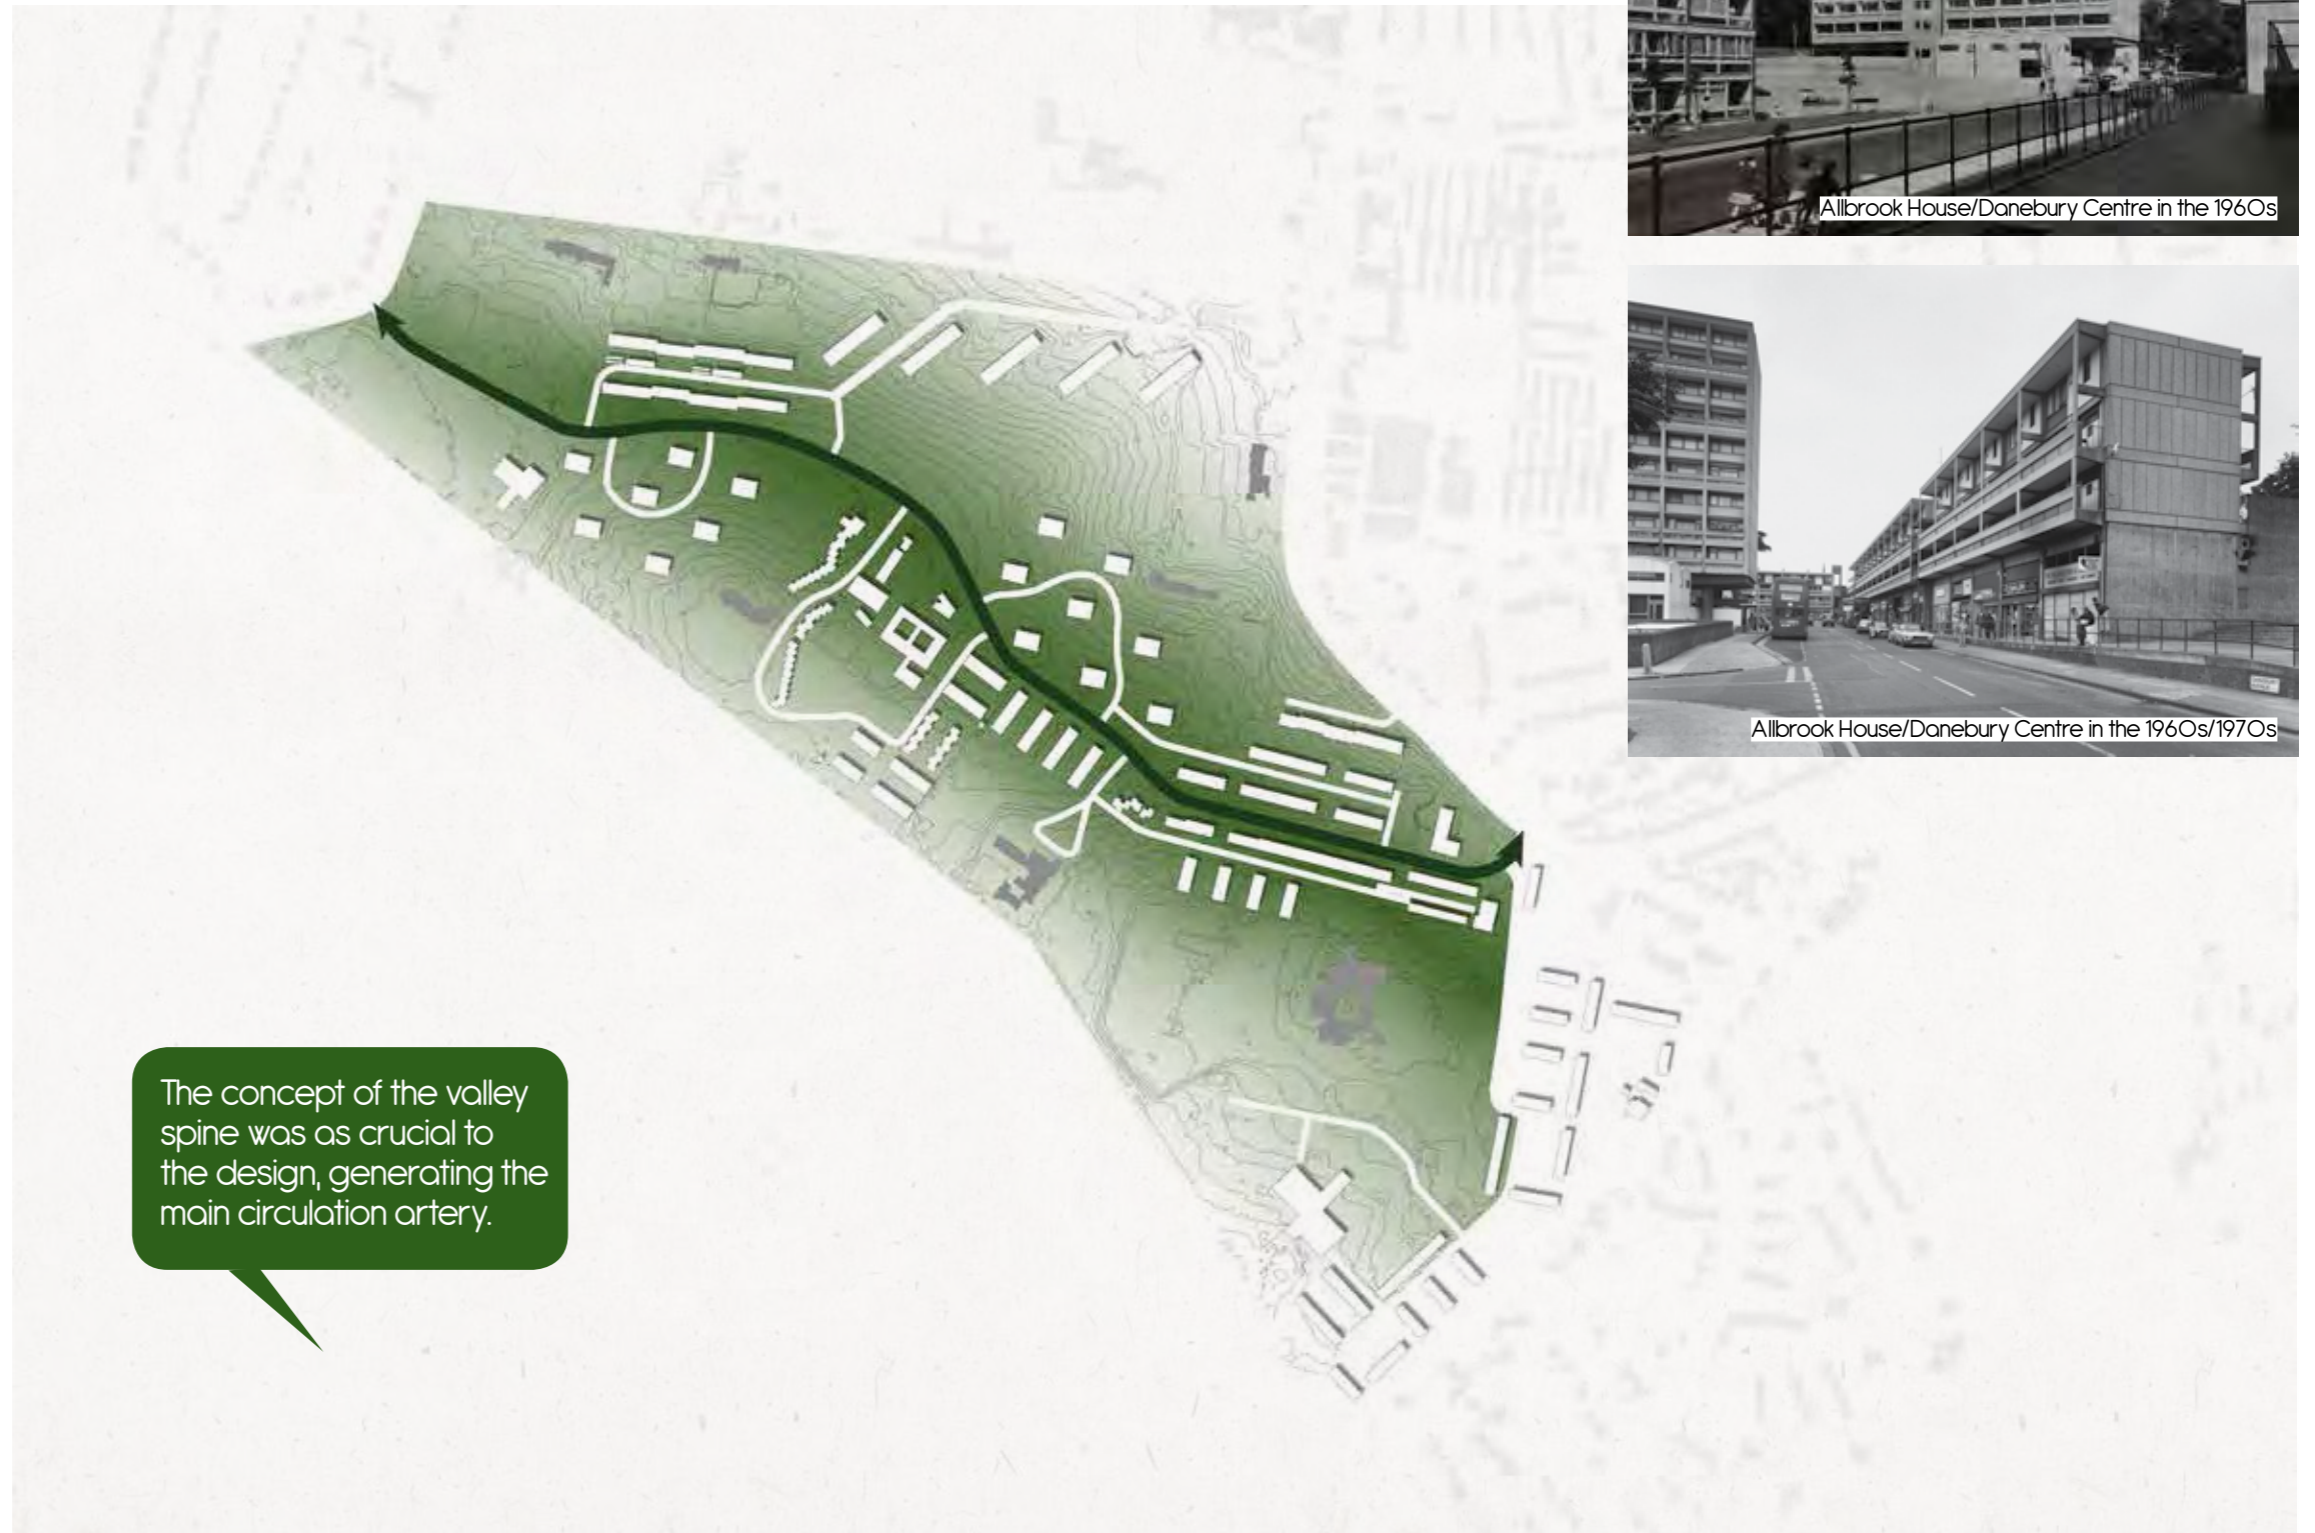 Allbrook House/Danebury Centre in the 1960s
Allbrook House/Danebury Centre in the 1960s/1970s
The concept of the valley
spine was as crucial to
the design, generating the
main circulation artery.